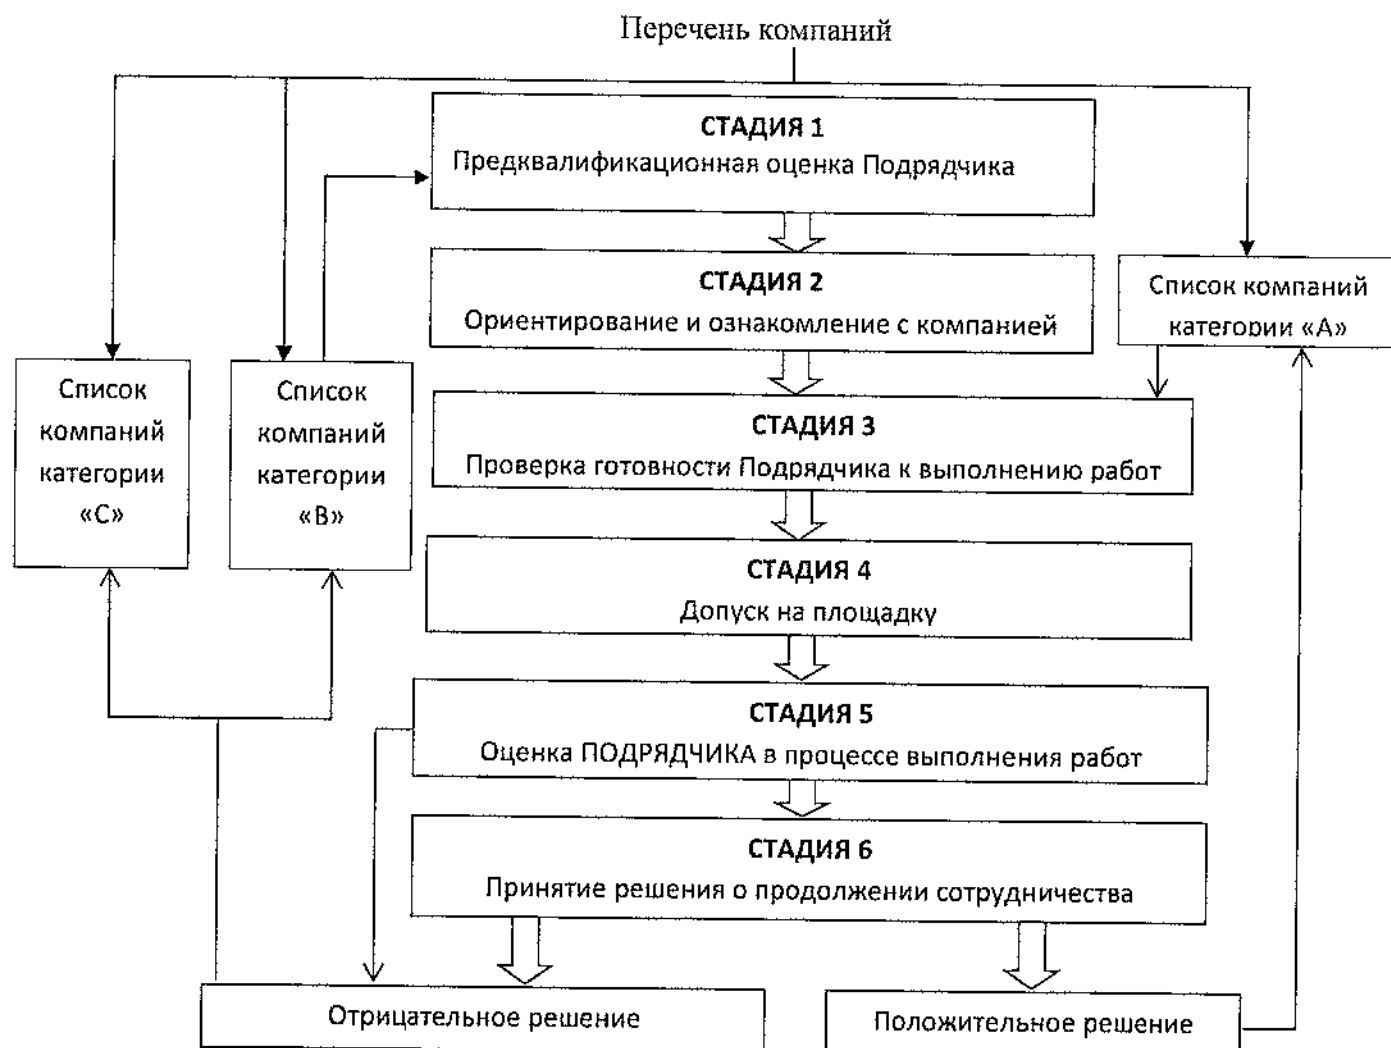 Перечень компаний
СТАДИЯ 1
Предквалификационная оценка Подрядчика
СТАДИЯ 2
Ориентирование и ознакомление с компанией
Список компаний
категории «А»
Список
компаний
категории
«С»
Список
компаний
категории
«В»
СТАДИЯ 3
Проверка готовности Подрядчика к выполнению работ
СТАДИЯ 4
Допуск на площадку
СТАДИЯ 5
Оценка ПОДРЯДЧИКА в процессе выполнения работ
СТАДИЯ 6
Принятие решения о продолжении сотрудничества
Отрицательное решение
Положительное решение